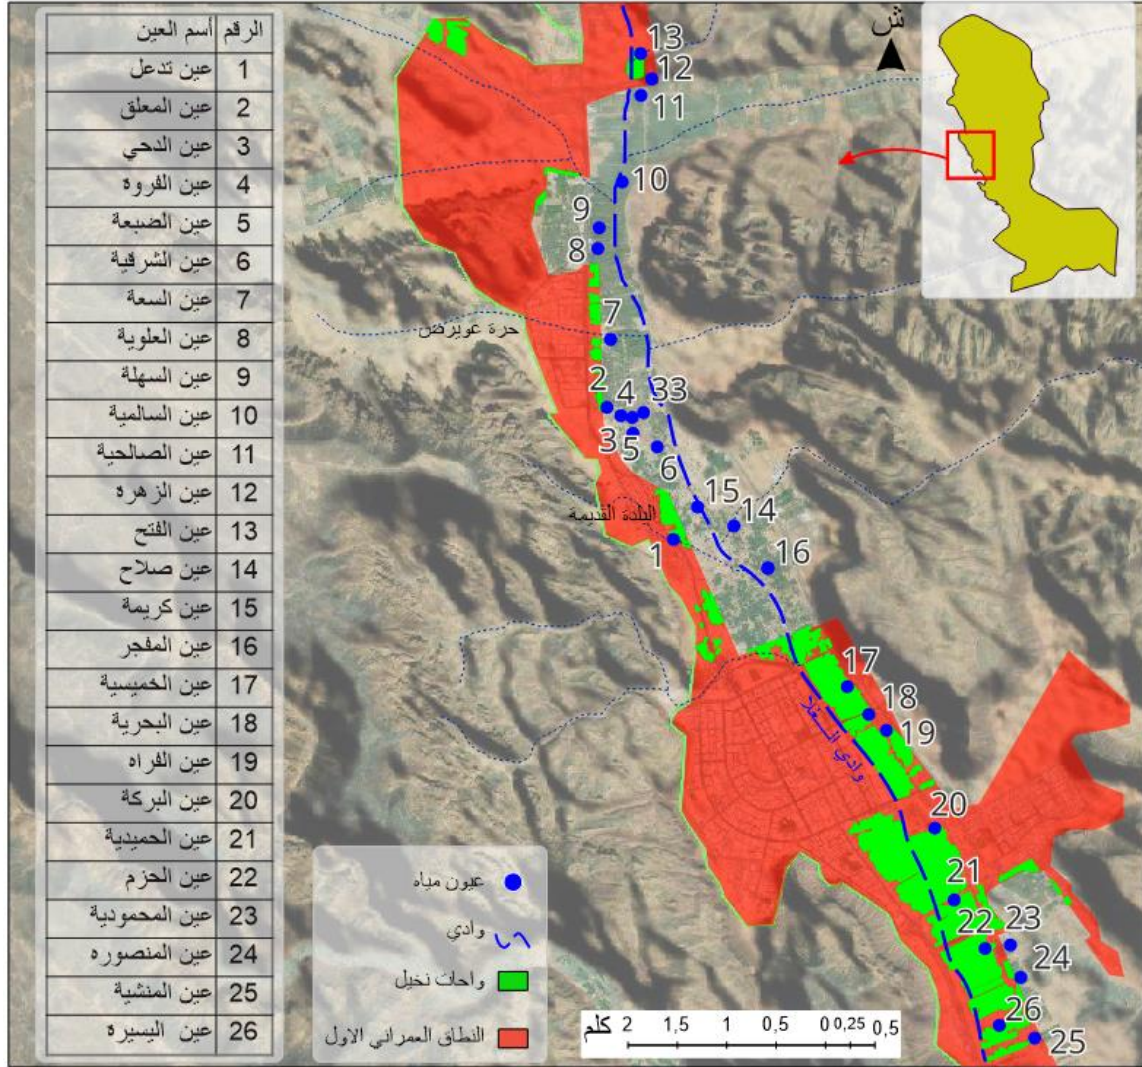 الرقم أسم العين
1 عين تدعل
2 عين المعلق
3 عين الدحي
4 عين الفروه
5 عين الضبعة
6 عين الشرقية
7 عين السعة
8 عين العلوية
9 عين السهلة
10 عين السالمية
11 عين الصالحية
12 عين الزهره
13 عين الفتح
14 عين صلاح
15 عين كريمة
16 عين المفجر
17 عين الخميسية
18 عين البحرية
19 عين الفراه
20 عين البركة
21 عين الحميدية
22 عين الحزم
23 عين المحمودية
24 عين المنصوره
25 عين المنشية
26 عين اليسيرة
ش
13
12
11
10
9
8
7
حرة عويرض
2
4
33
3
5
6
15
14
البلدة القديمة
1
16
17
18
19
وادي العلا
20
21
22
23
24
26
25
عيون مياه
وادي
واحات نخيل
النطاق العمراني الاول
كلم 2 1,5 1 0,5 0 0,25 0,5